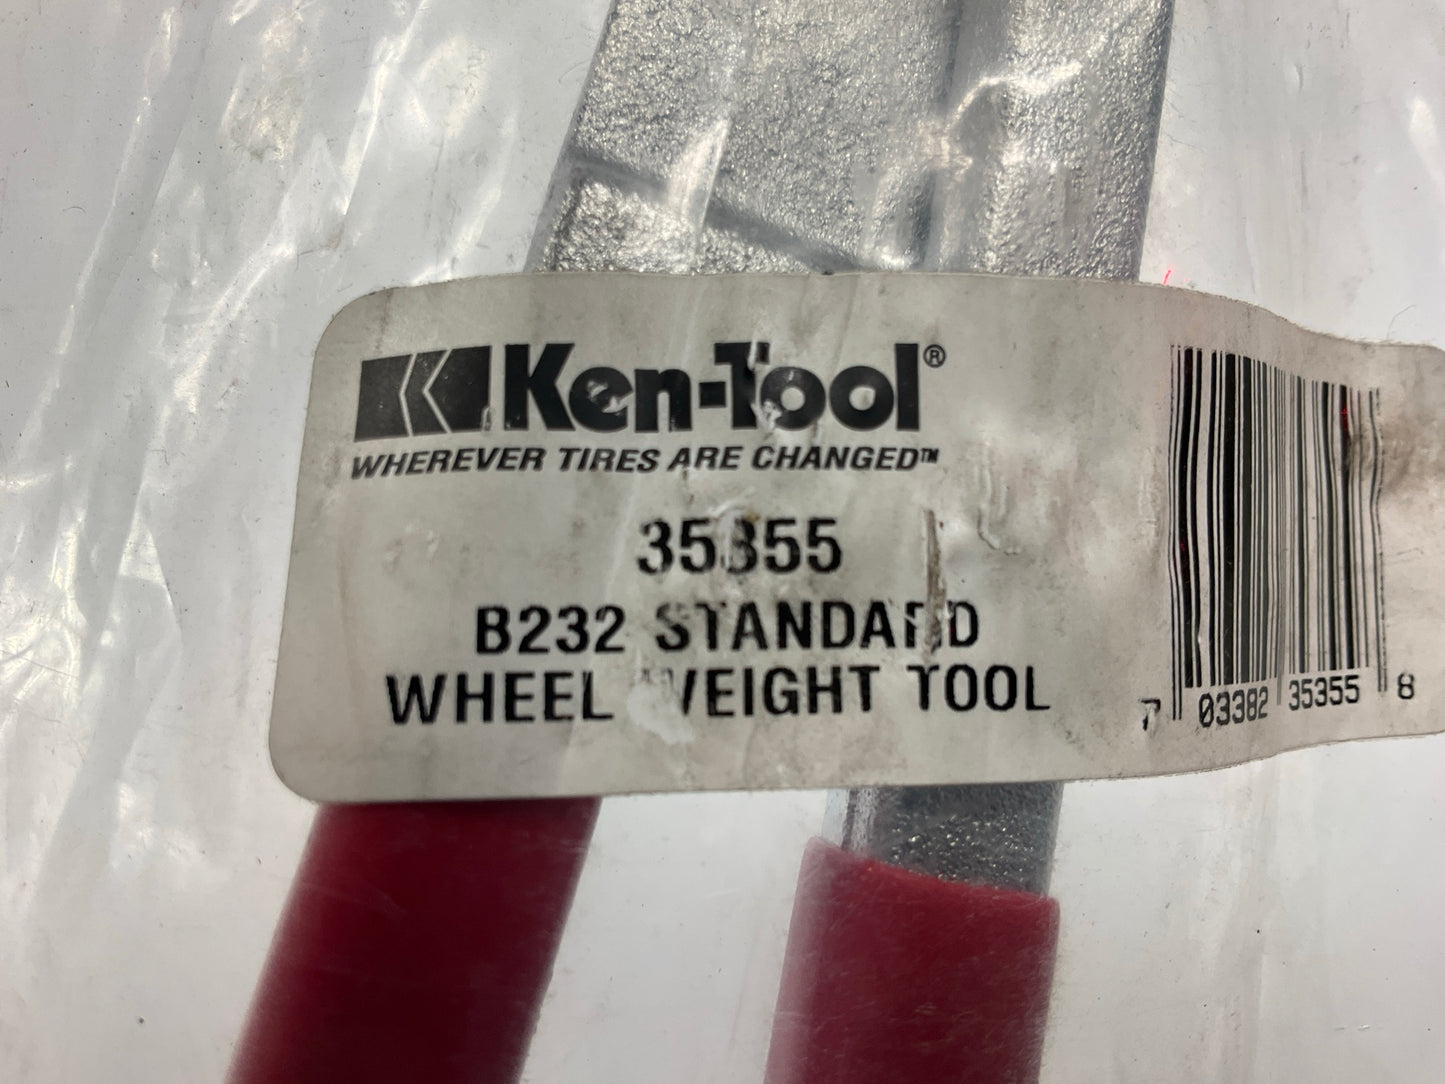 Ken-Tool®
WHEREVER TIRES ARE CHANGED™
35355
B232 STANDARD
WHEEL WEIGHT TOOL
7 03382 35355 8